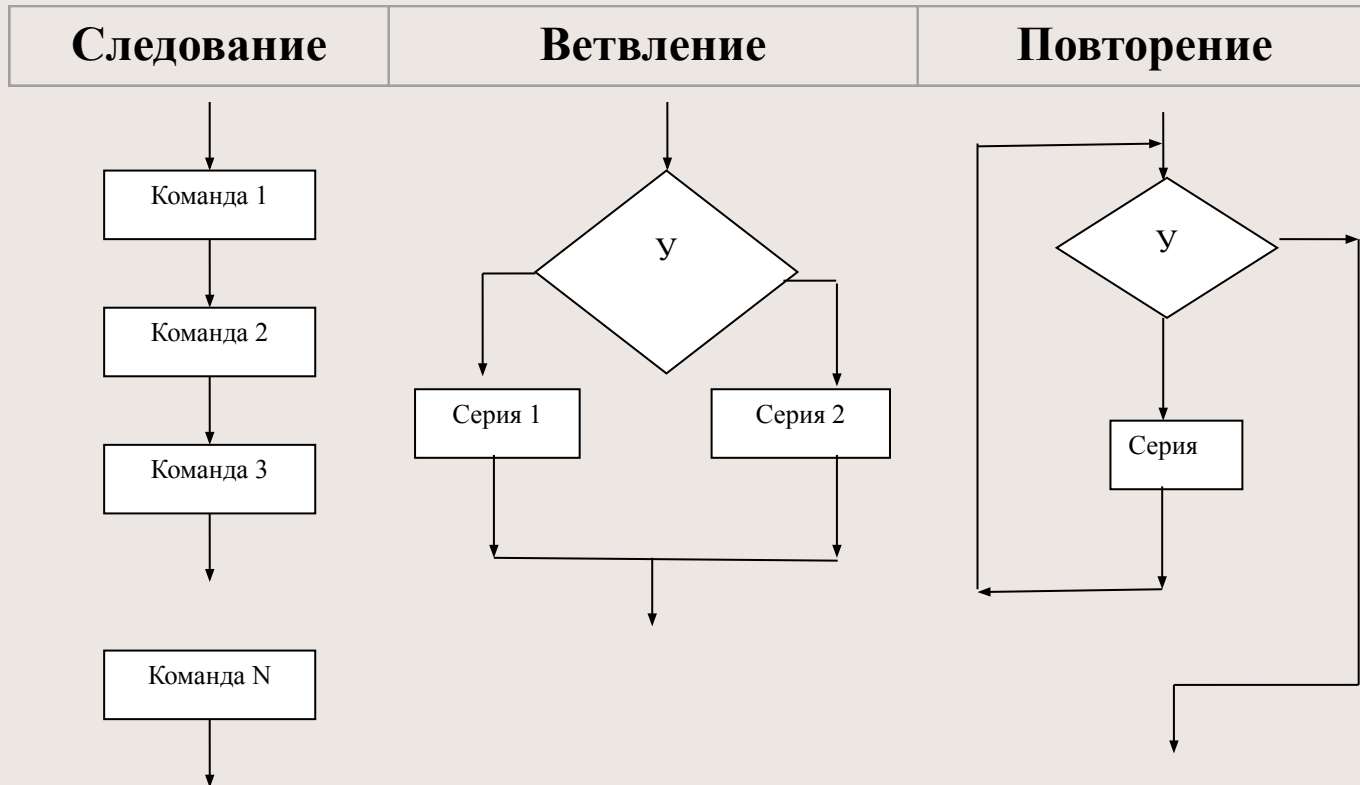 Следование
Ветвление
Повторение
Команда 1
Команда 2
Команда 3
Команда N
У
Серия 1
Серия 2
У
Серия